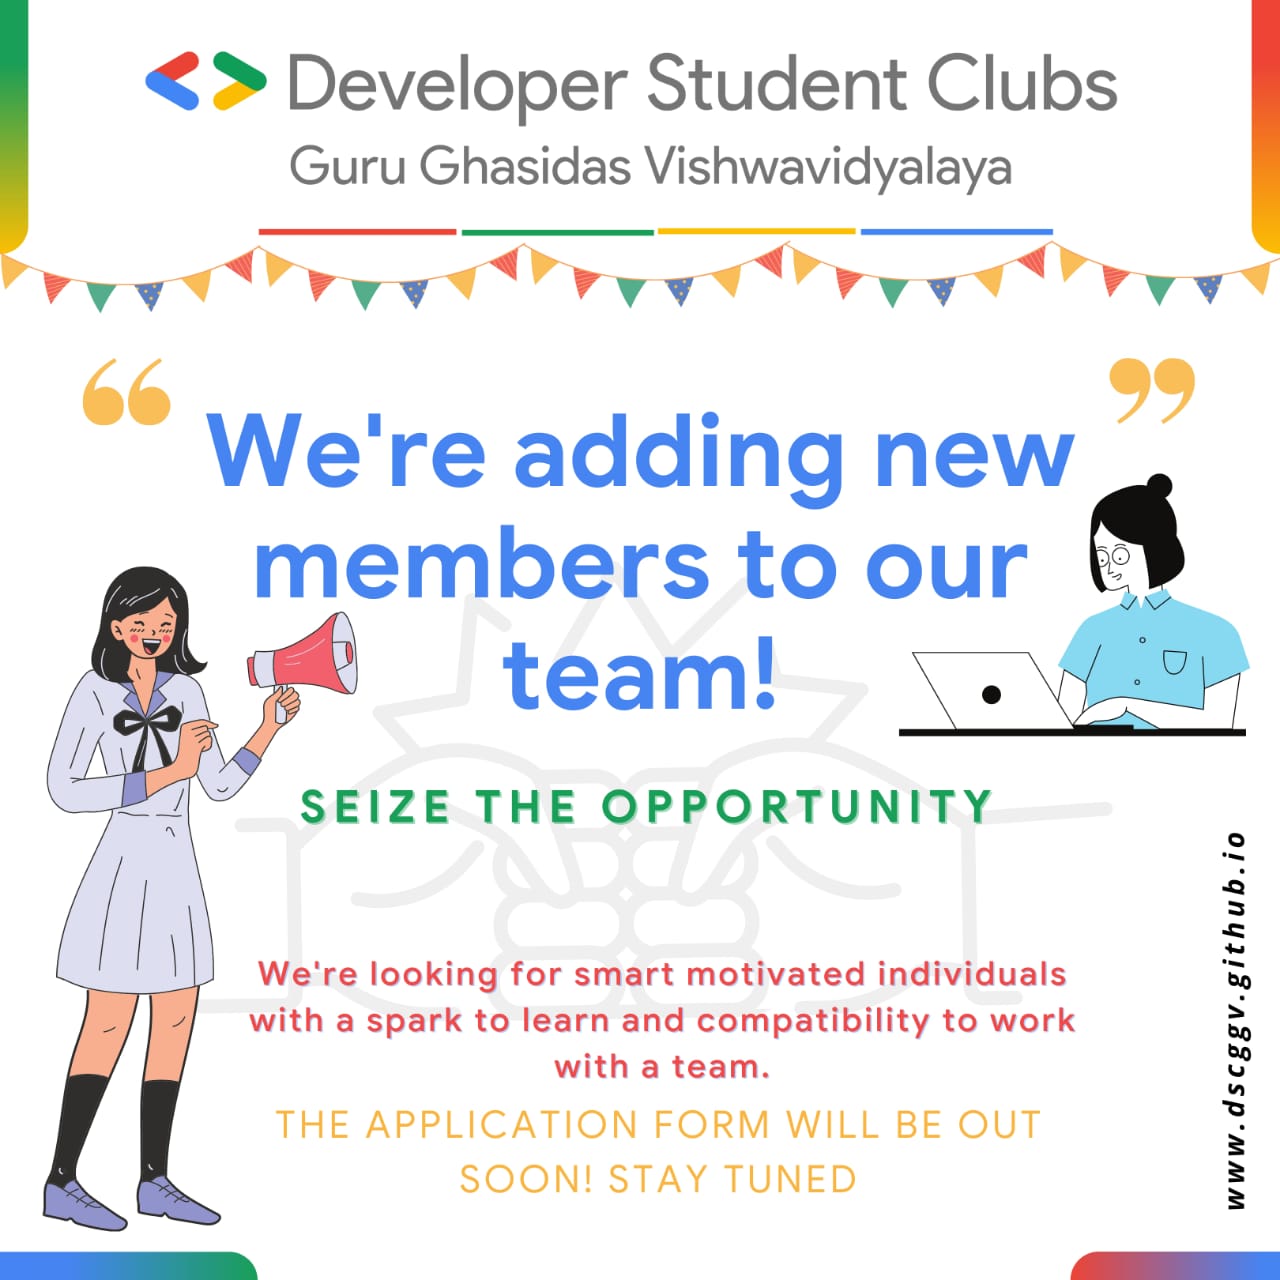 Developer Student Clubs
Guru Ghasidas Vishwavidyalaya
“
”
We're adding new
members to our
team!
SEIZE THE OPPORTUNITY
We're looking for smart motivated individuals
with a spark to learn and compatibility to work
with a team.
THE APPLICATION FORM WILL BE OUT
SOON! STAY TUNED
www.dscggv.github.io